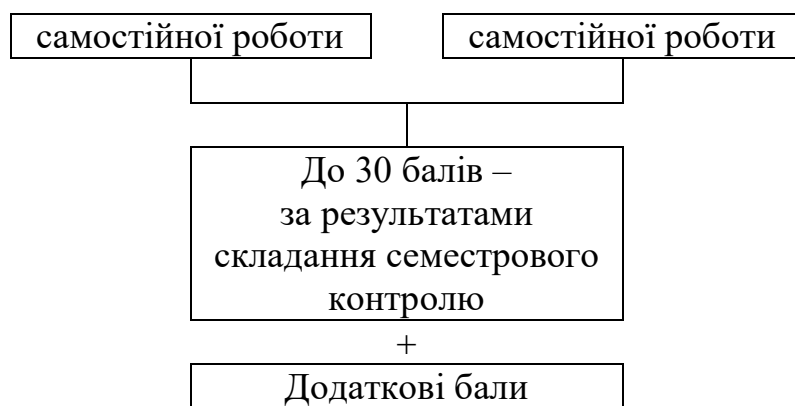 самостійної роботи
самостійної роботи
До 30 балів –
за результатами
складання семестрового
контролю
+
Додаткові бали